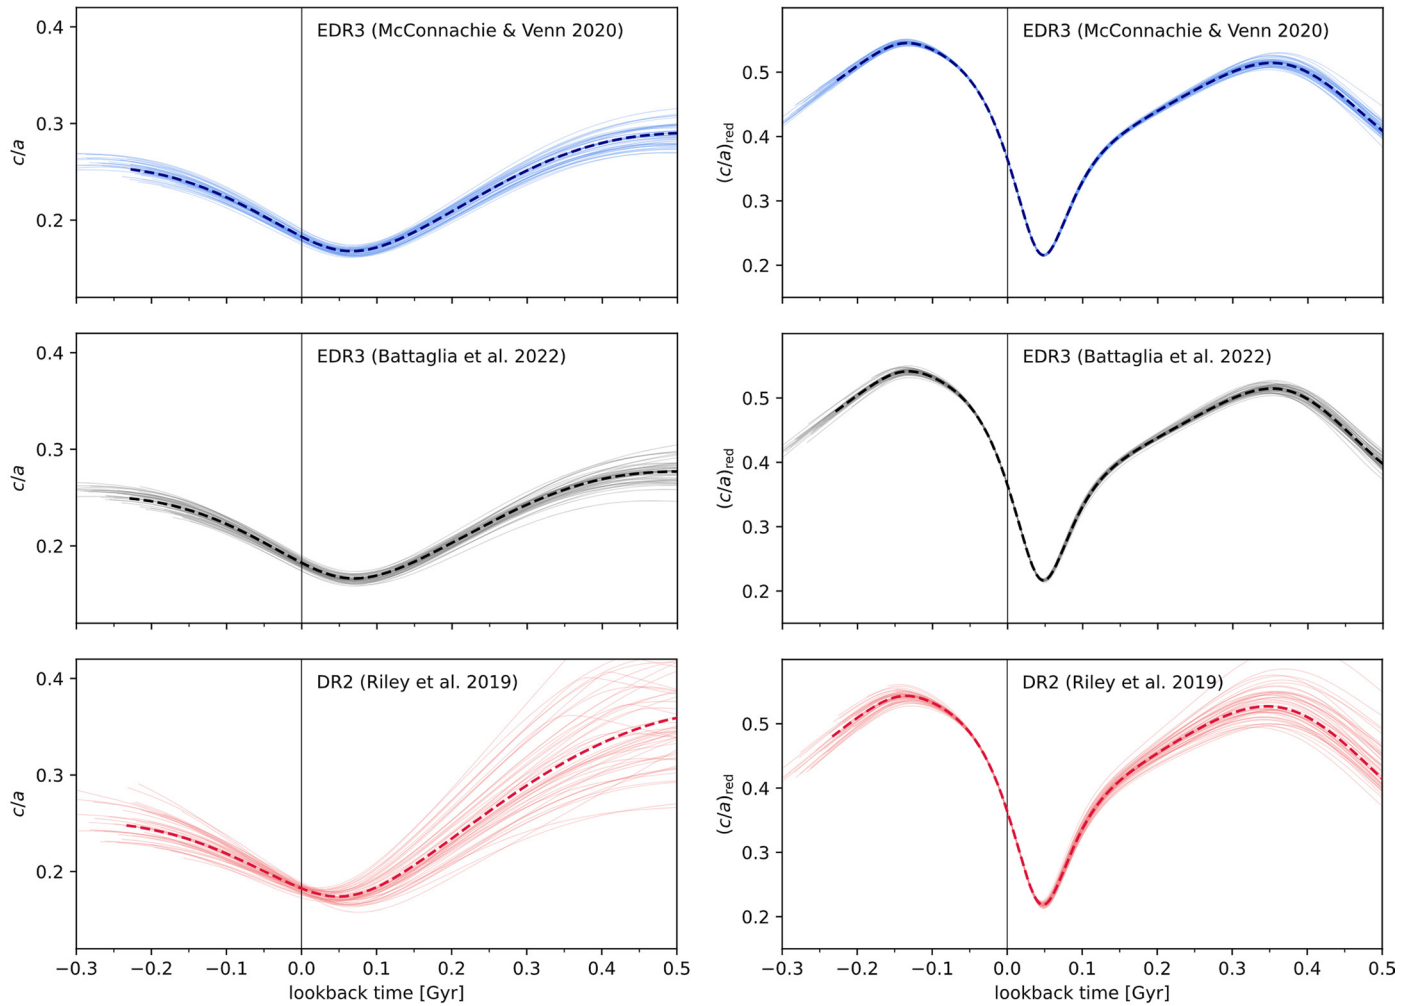 EDR3 (McConnachie & Venn 2020)
c/a
0.4
0.3
0.2
EDR3 (McConnachie & Venn 2020)
(c/a)red
0.5
0.4
0.3
0.2
EDR3 (Battaglia et al. 2022)
c/a
0.4
0.3
0.2
EDR3 (Battaglia et al. 2022)
(c/a)red
0.5
0.4
0.3
0.2
DR2 (Riley et al. 2019)
c/a
0.4
0.3
0.2
−0.3 −0.2 −0.1 0.0 0.1 0.2 0.3 0.4 0.5
lookback time [Gyr]
DR2 (Riley et al. 2019)
(c/a)red
0.5
0.4
0.3
0.2
−0.3 −0.2 −0.1 0.0 0.1 0.2 0.3 0.4 0.5
lookback time [Gyr]